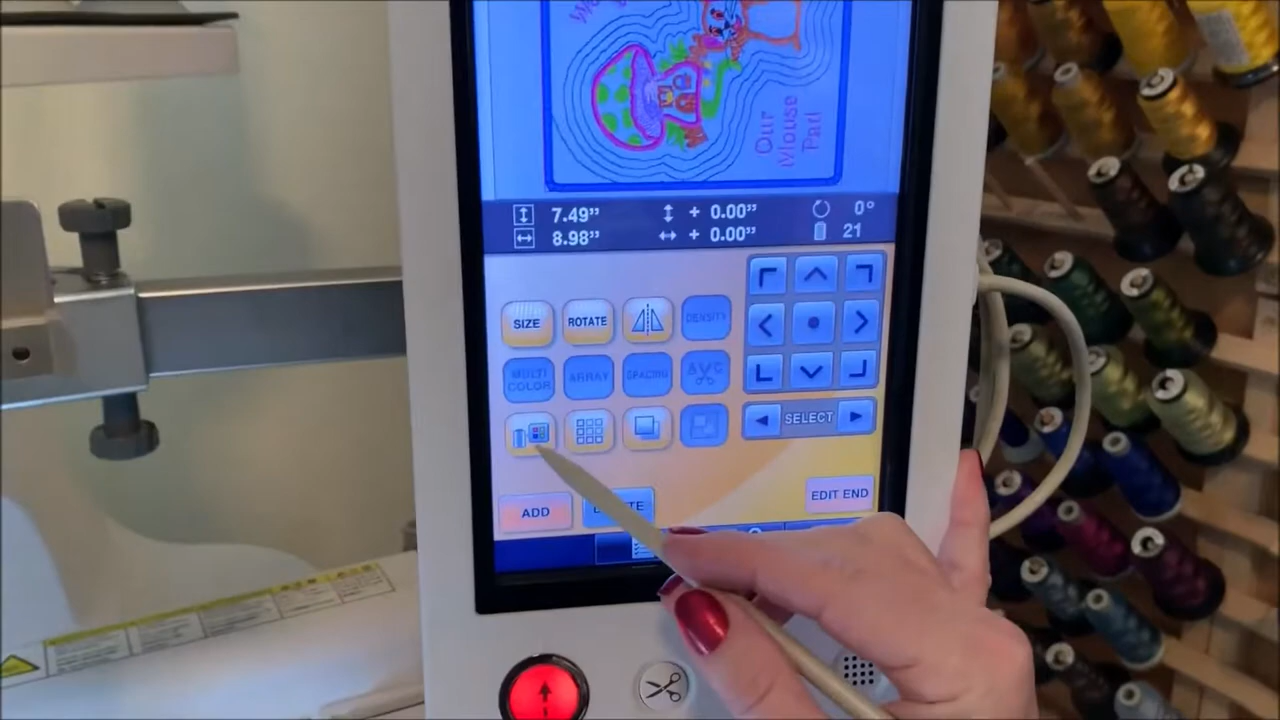 Our
Mouse
Pad
7.49” + 0.00” 0°
8.98” + 0.00” 21
SIZE ROTATE DENSITY
MULTI COLOR ARRAY SPACING
SELECT
ADD
EDIT END